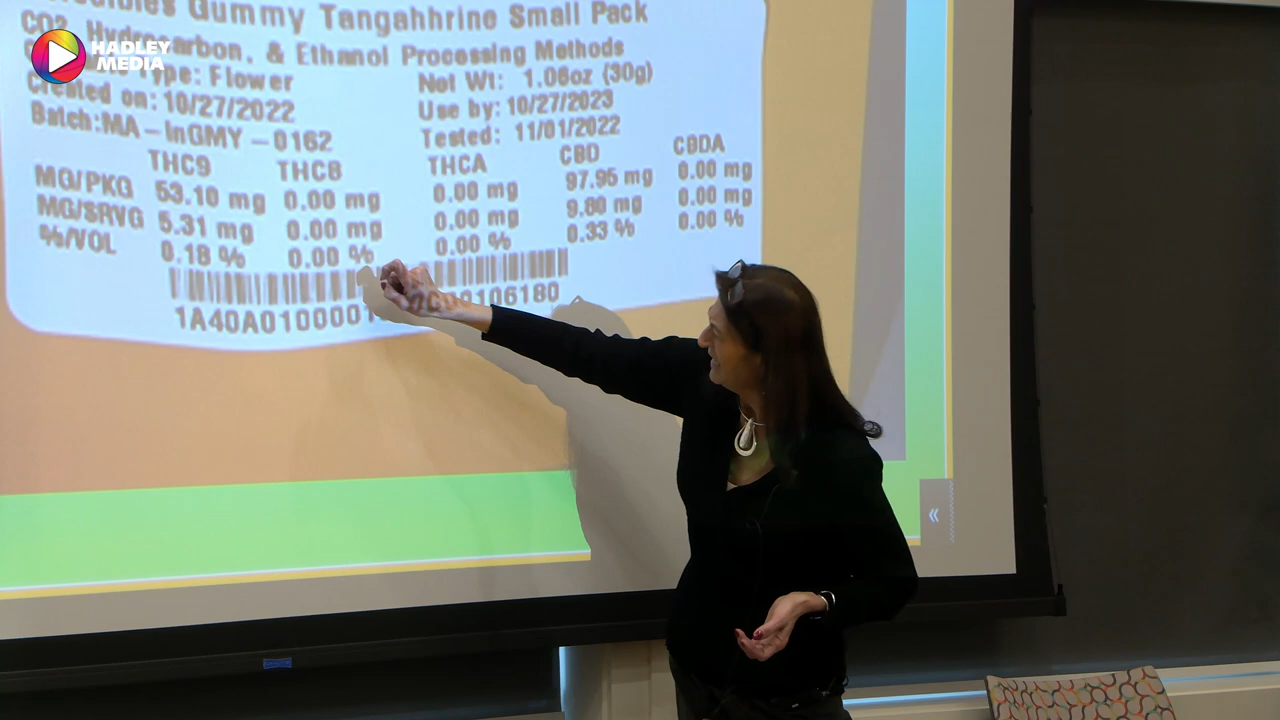 Gummy Tangahhrine Small Pack
CO2, Hydrocarbon, & Ethanol Processing Methods
HADLEY
MEDIA
Type: Flower Net Wt: 1.06oz (30g)
Created on: 10/27/2022 Use by: 10/27/2023
Batch:MA - InGMY - 0162 Tested: 11/01/2022
THC9 THC8 THCA CBD CBDA
MG/PKG 53.10 mg 0.00 mg 0.00 mg 97.95 mg 0.00 mg
MG/SRVG 5.31 mg 0.00 mg 0.00 mg 9.80 mg 0.00 mg
%/VOL 0.18 % 0.00 % 0.00 % 0.33 % 0.00 %
«